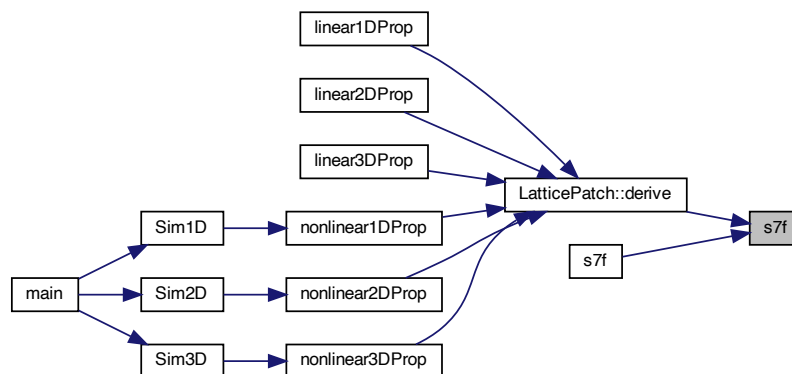 linear1DProp
linear2DProp
linear3DProp
LatticePatch::derive
Sim1D
nonlinear1DProp
s7f
s7f
main
Sim2D
nonlinear2DProp
Sim3D
nonlinear3DProp